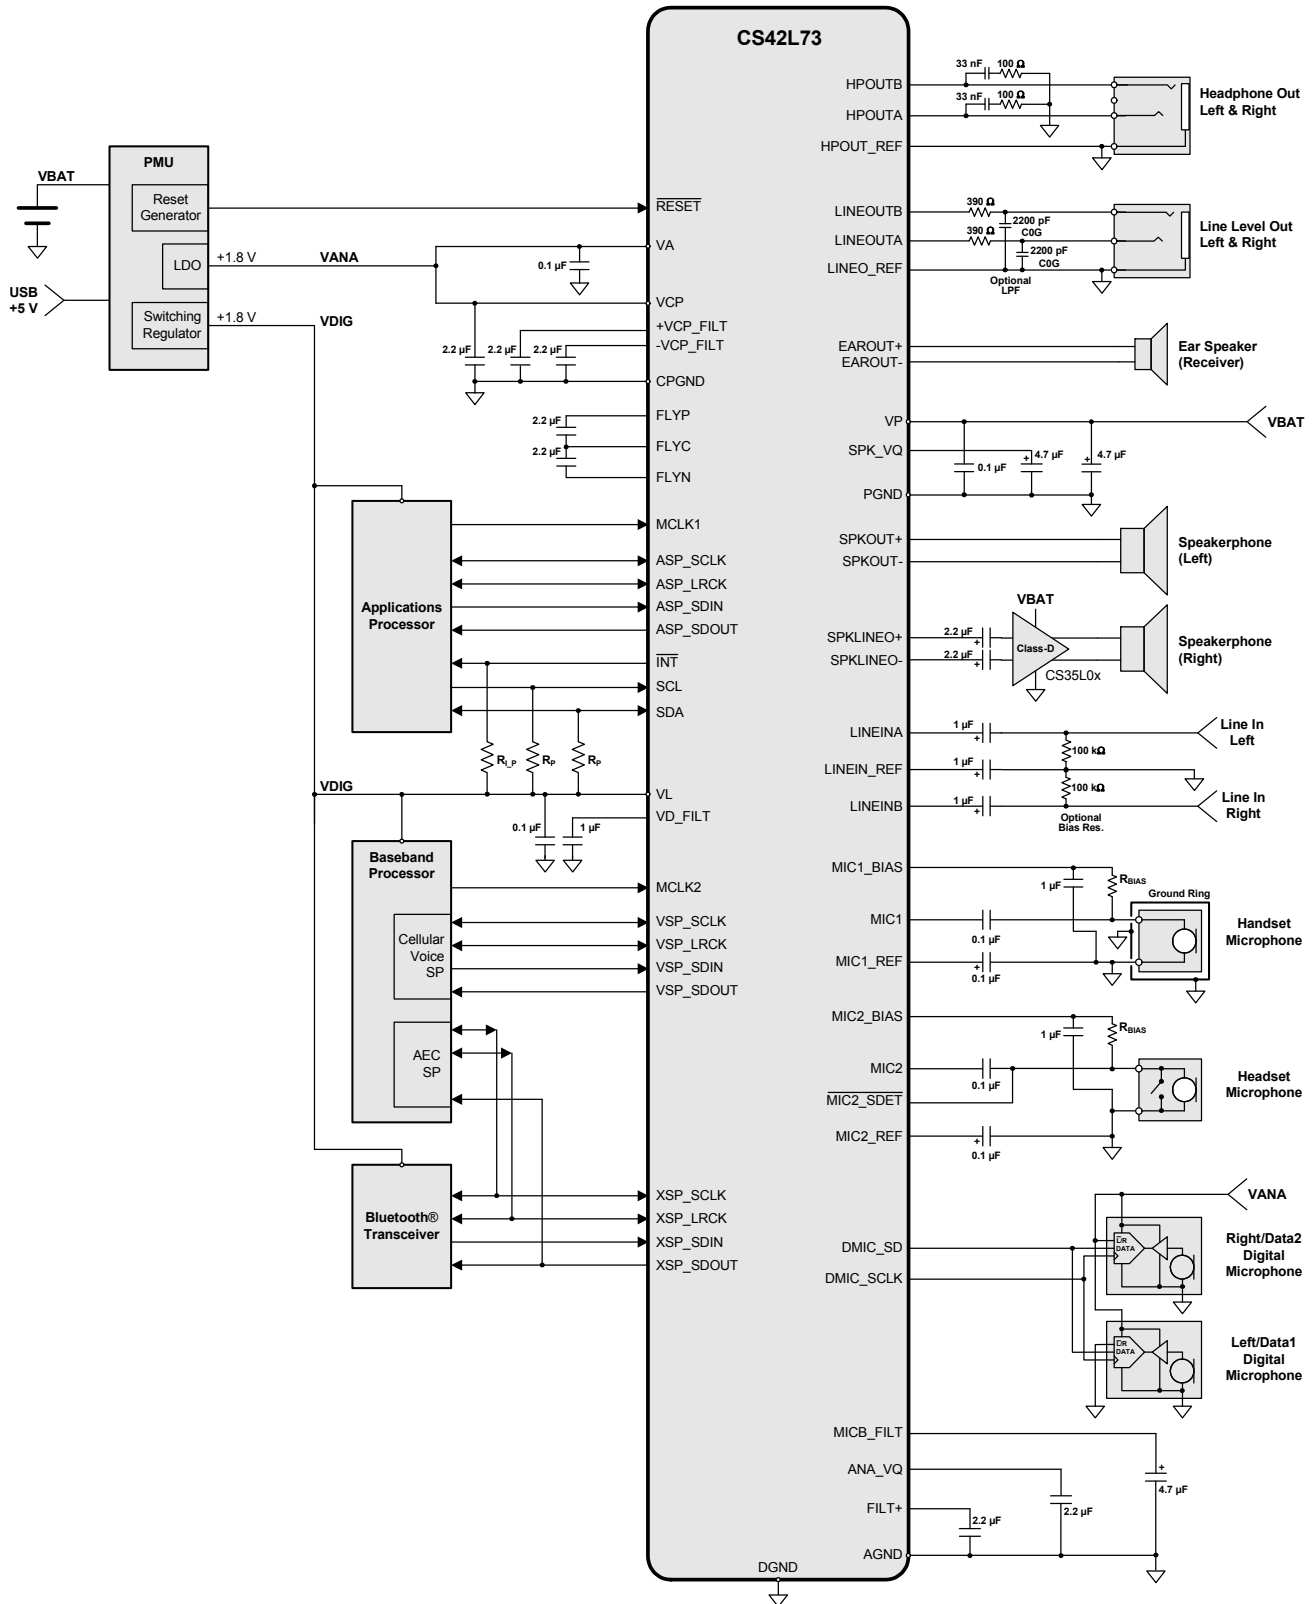 CS42L73
PMU
VBAT
Reset
Generator
LDO
+1.8 V
VANA
USB
+5 V
Switching
Regulator
+1.8 V
VDIG
RESET
VA
0.1 µF
VCP
+VCP_FILT
-VCP_FILT
2.2 µF
2.2 µF
2.2 µF
CPGND
FLYP
2.2 µF
FLYC
2.2 µF
FLYN
Applications
Processor
MCLK1
ASP_SCLK
ASP_LRCK
ASP_SDIN
ASP_SDOUT
INT
SCL
SDA
RI_P
RP
RP
VDIG
VL
VD_FILT
0.1 µF
1 µF
Baseband
Processor
MCLK2
Cellular
Voice
SP
VSP_SCLK
VSP_LRCK
VSP_SDIN
VSP_SDOUT
AEC
SP
Bluetooth®
Transceiver
XSP_SCLK
XSP_LRCK
XSP_SDIN
XSP_SDOUT
DGND
HPOUTB
33 nF
100 Ω
HPOUTA
33 nF
100 Ω
HPOUT_REF
Headphone Out
Left & Right
LINEOUTB
390 Ω
2200 pF
C0G
LINEOUTA
390 Ω
2200 pF
C0G
LINEO_REF
Optional
LPF
Line Level Out
Left & Right
EAROUT+
EAROUT-
Ear Speaker
(Receiver)
VP
VBAT
SPK_VQ
0.1 µF
+
4.7 µF
+
4.7 µF
PGND
SPKOUT+
SPKOUT-
Speakerphone
(Left)
VBAT
SPKLINEO+
2.2 µF
+
SPKLINEO-
2.2 µF
+
Class-D
CS35L0x
Speakerphone
(Right)
LINEINA
1 µF
+
Line In
Left
100 kΩ
LINEIN_REF
1 µF
+
100 kΩ
LINEINB
1 µF
+
Optional
Bias Res.
Line In
Right
MIC1_BIAS
1 µF
RBIAS
Ground Ring
MIC1
0.1 µF
MIC1_REF
+
0.1 µF
Handset
Microphone
MIC2_BIAS
1 µF
RBIAS
MIC2
0.1 µF
MIC2_SDET
MIC2_REF
+
0.1 µF
Headset
Microphone
VANA
DMIC_SD
DMIC_SCLK
L/R
DATA
Right/Data2
Digital
Microphone
L/R
DATA
Left/Data1
Digital
Microphone
MICB_FILT
+
4.7 µF
ANA_VQ
2.2 µF
FILT+
2.2 µF
AGND